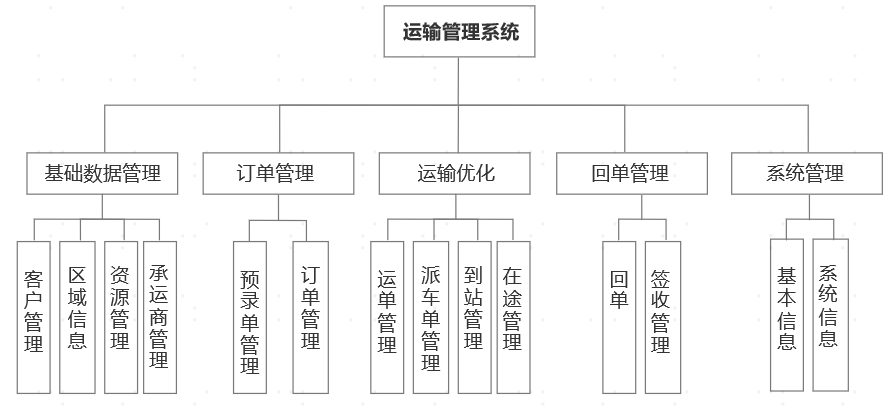 运输管理系统
基础数据管理
订单管理
运输优化
回单管理
系统管理
客户管理
区域信息
资源管理
承运商管理
预录单管理
订单管理
运单管理
派车单管理
到站管理
在途管理
回单
签收管理
基本信息
系统信息